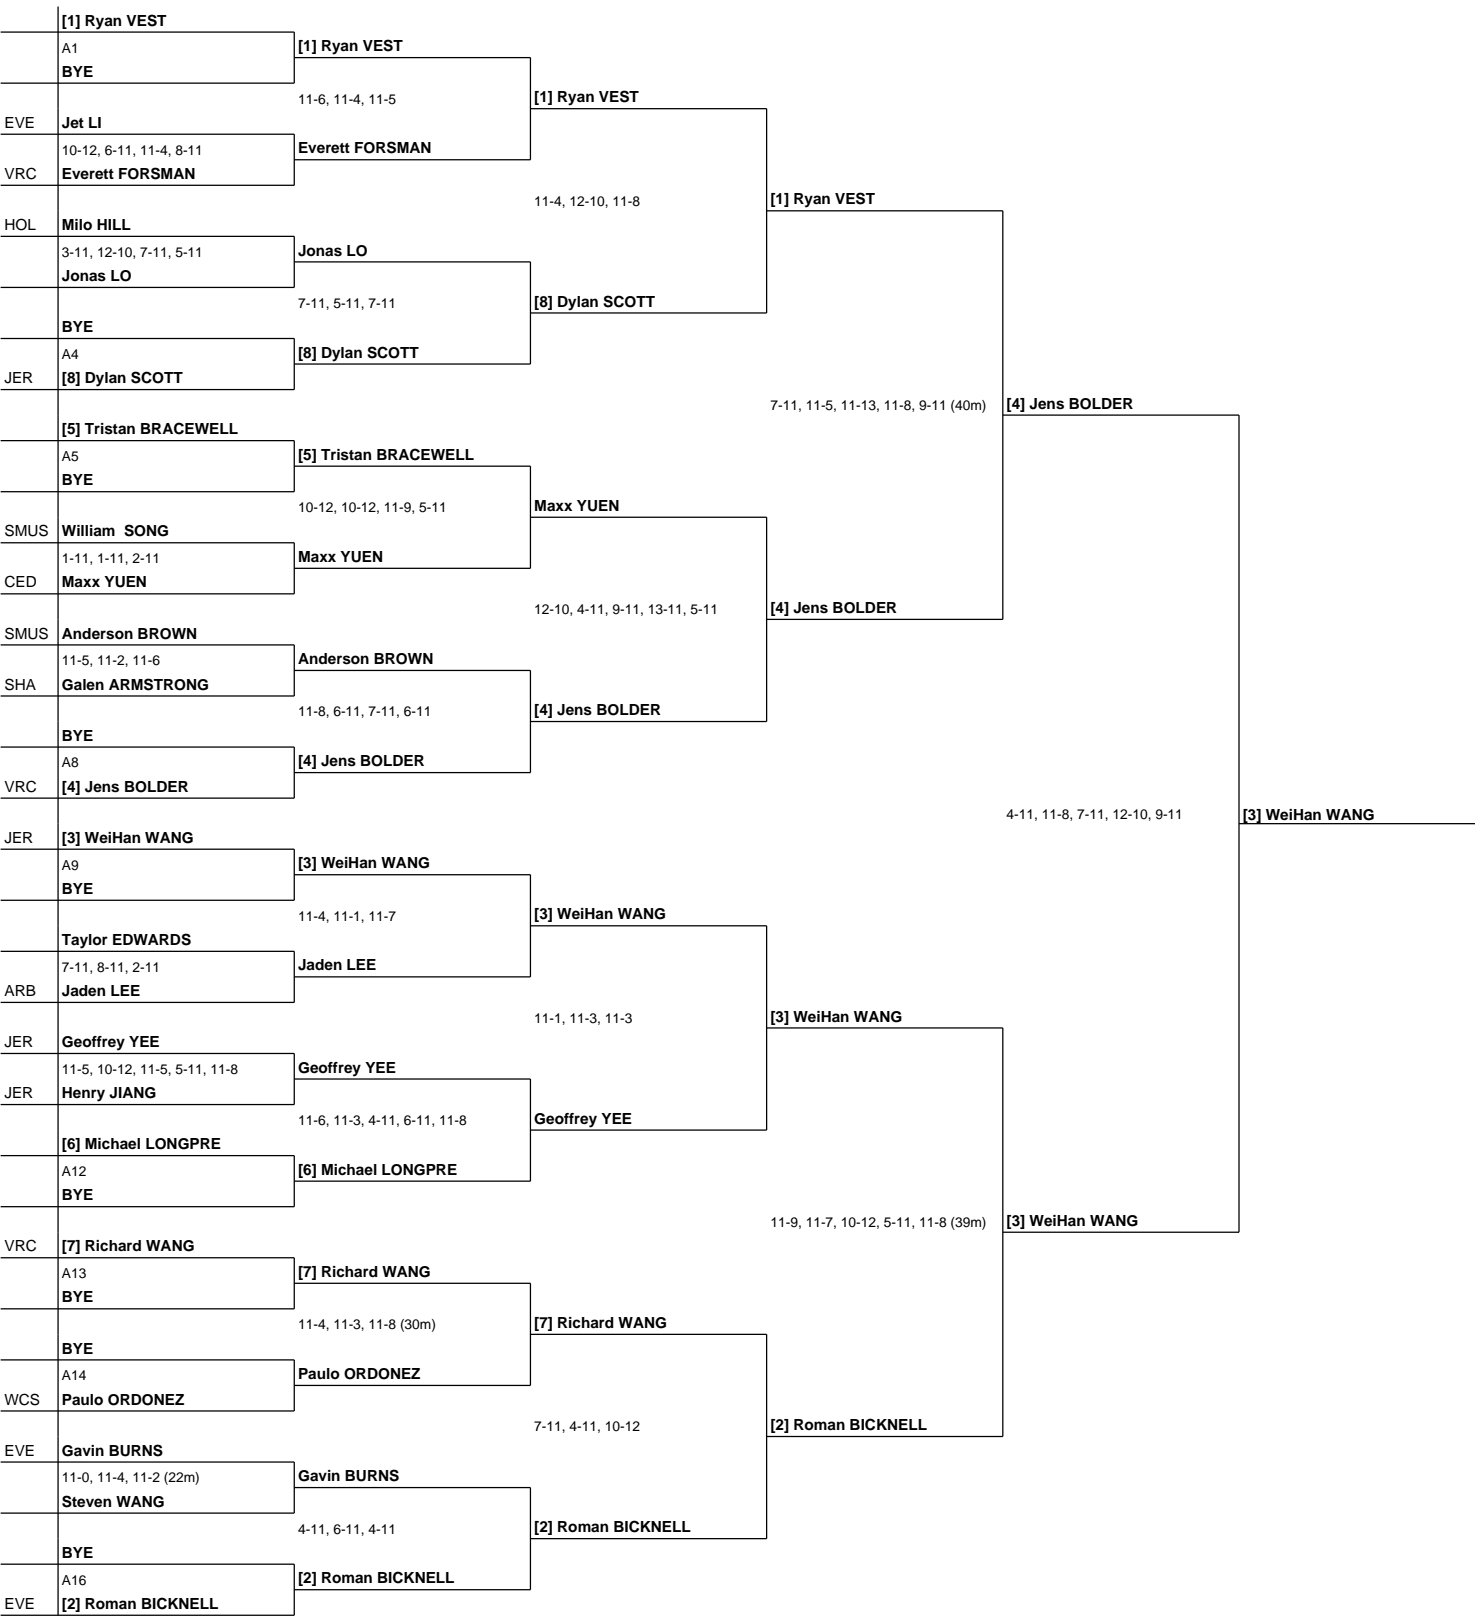 [1] Ryan VEST
A1
[1] Ryan VEST
BYE
11-6, 11-4, 11-5
[1] Ryan VEST
EVE Jet LI
10-12, 6-11, 11-4, 8-11
Everett FORSMAN
VRC Everett FORSMAN
11-4, 12-10, 11-8
[1] Ryan VEST
HOL Milo HILL
3-11, 12-10, 7-11, 5-11
Jonas LO
Jonas LO
7-11, 5-11, 7-11
[8] Dylan SCOTT
BYE
A4
[8] Dylan SCOTT
JER [8] Dylan SCOTT
7-11, 11-5, 11-13, 11-8, 9-11 (40m)
[4] Jens BOLDER
[5] Tristan BRACEWELL
A5
[5] Tristan BRACEWELL
BYE
10-12, 10-12, 11-9, 5-11
Maxx YUEN
SMUS William SONG
1-11, 1-11, 2-11
Maxx YUEN
CED Maxx YUEN
12-10, 4-11, 9-11, 13-11, 5-11
[4] Jens BOLDER
SMUS Anderson BROWN
11-5, 11-2, 11-6
Anderson BROWN
SHA Galen ARMSTRONG
11-8, 6-11, 7-11, 6-11
[4] Jens BOLDER
BYE
A8
[4] Jens BOLDER
VRC [4] Jens BOLDER
4-11, 11-8, 7-11, 12-10, 9-11
[3] WeiHan WANG
JER [3] WeiHan WANG
A9
[3] WeiHan WANG
BYE
11-4, 11-1, 11-7
[3] WeiHan WANG
Taylor EDWARDS
7-11, 8-11, 2-11
Jaden LEE
ARB Jaden LEE
11-1, 11-3, 11-3
[3] WeiHan WANG
JER Geoffrey YEE
11-5, 10-12, 11-5, 5-11, 11-8
Geoffrey YEE
JER Henry JIANG
11-6, 11-3, 4-11, 6-11, 11-8
Geoffrey YEE
[6] Michael LONGPRE
A12
[6] Michael LONGPRE
BYE
11-9, 11-7, 10-12, 5-11, 11-8 (39m)
[3] WeiHan WANG
VRC [7] Richard WANG
A13
[7] Richard WANG
BYE
11-4, 11-3, 11-8 (30m)
[7] Richard WANG
BYE
A14
Paulo ORDONEZ
WCS Paulo ORDONEZ
7-11, 4-11, 10-12
[2] Roman BICKNELL
EVE Gavin BURNS
11-0, 11-4, 11-2 (22m)
Gavin BURNS
Steven WANG
4-11, 6-11, 4-11
[2] Roman BICKNELL
BYE
A16
[2] Roman BICKNELL
EVE [2] Roman BICKNELL